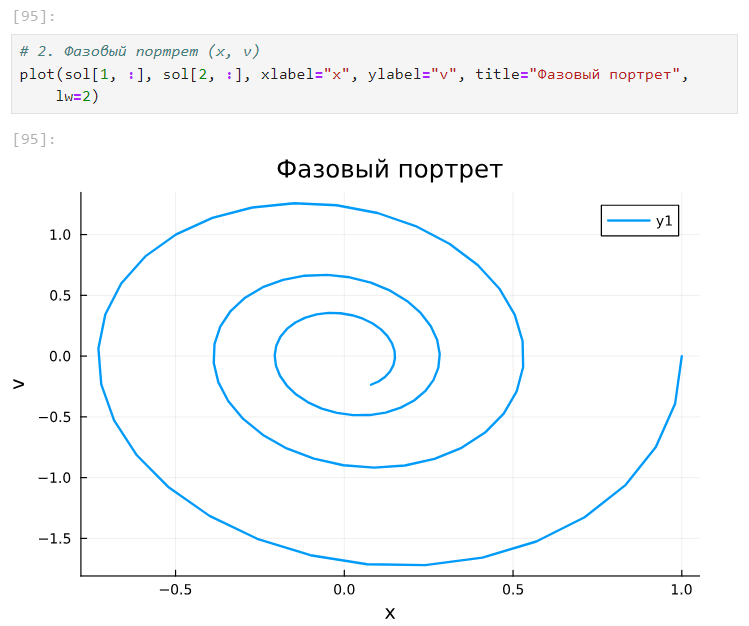 [95]:
# 2. Фазовый портрет (x, v)
plot(sol[1, :], sol[2, :], xlabel="x", ylabel="v", title="Фазовый портрет",
lw=2)
[95]:
Фазовый портрет
y1
1.0
0.5
0.0
−0.5
−1.0
−1.5
v
−0.5 0.0 0.5 1.0
x